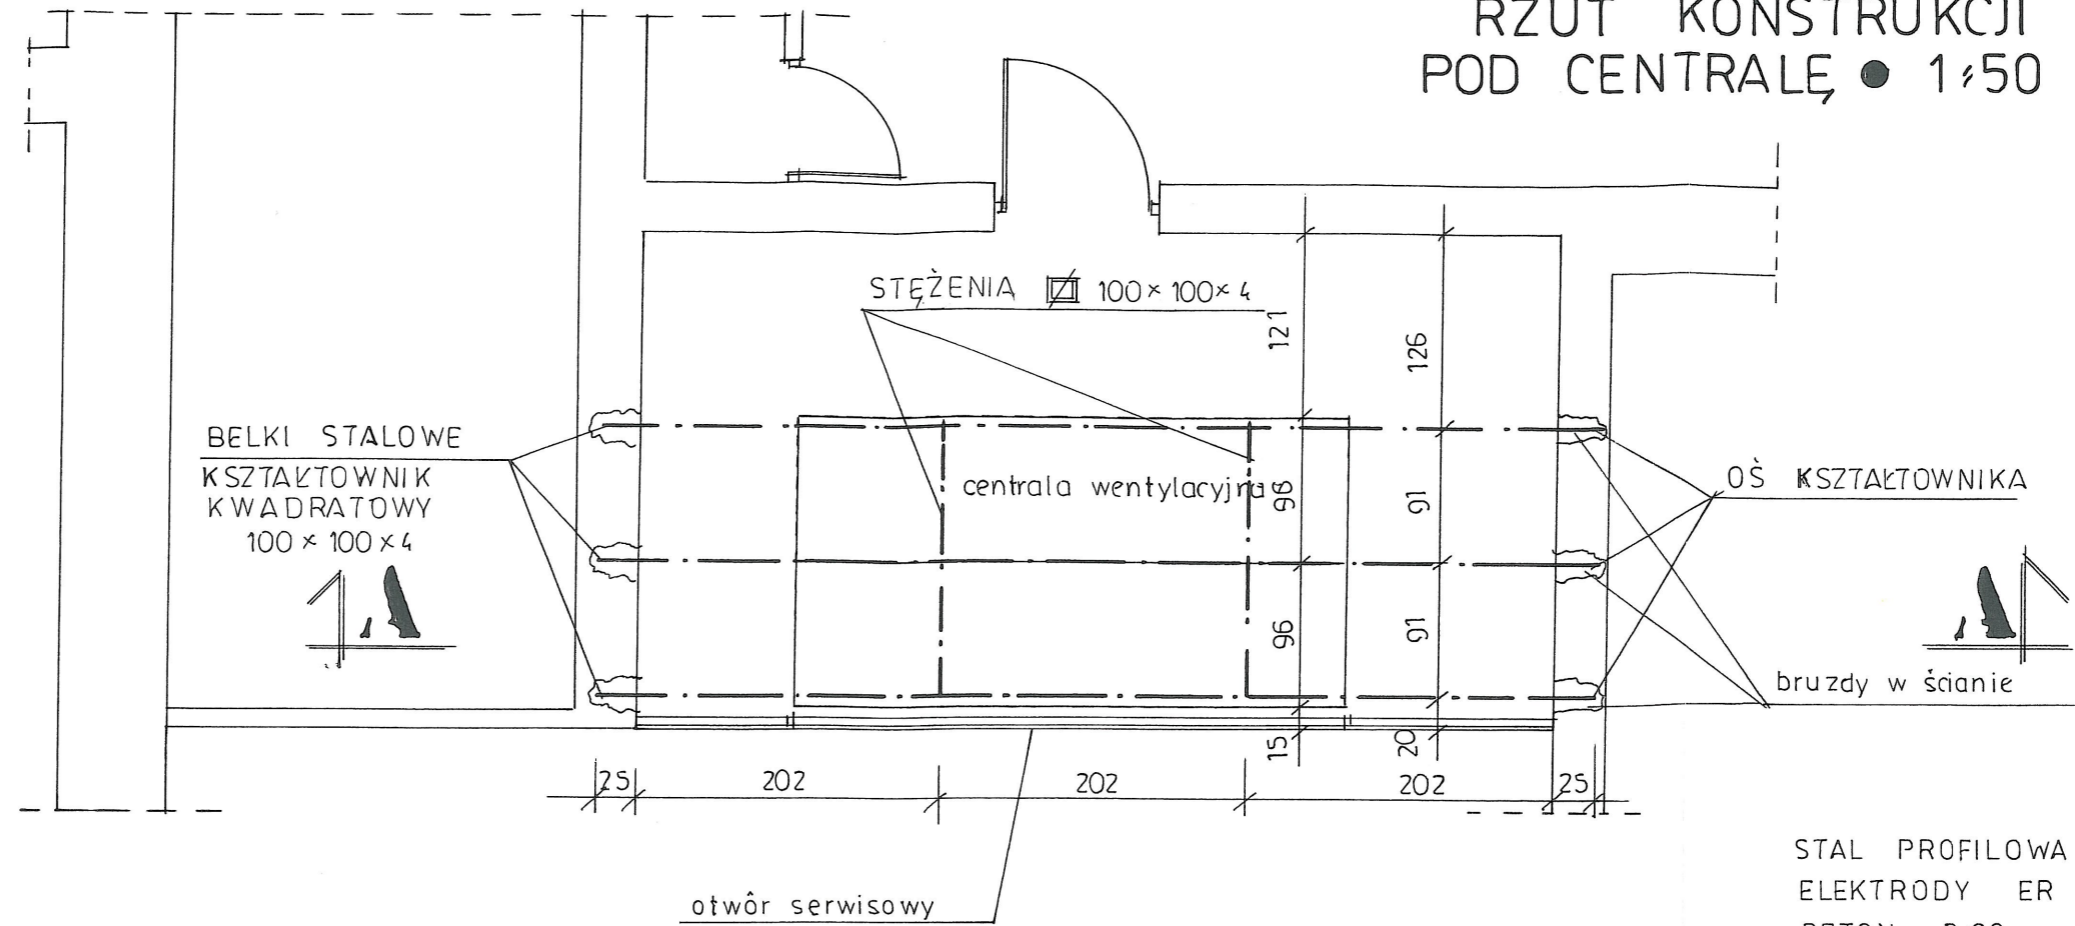 RZUT KONSTRUKCJI
POD CENTRALĘ ● 1:50
STĘŻENIA 100×100×4
121
126
BELKI STALOWE
KSZTAŁTOWNIK
KWADRATOWY
100×100×4
centrala wentylacyjna
96
91
OŚ KSZTAŁTOWNIKA
96
91
bruzdy w ścianie
15
20
25
202
202
202
25
otwór serwisowy
STAL PROFILOWA
ELEKTRODY ER